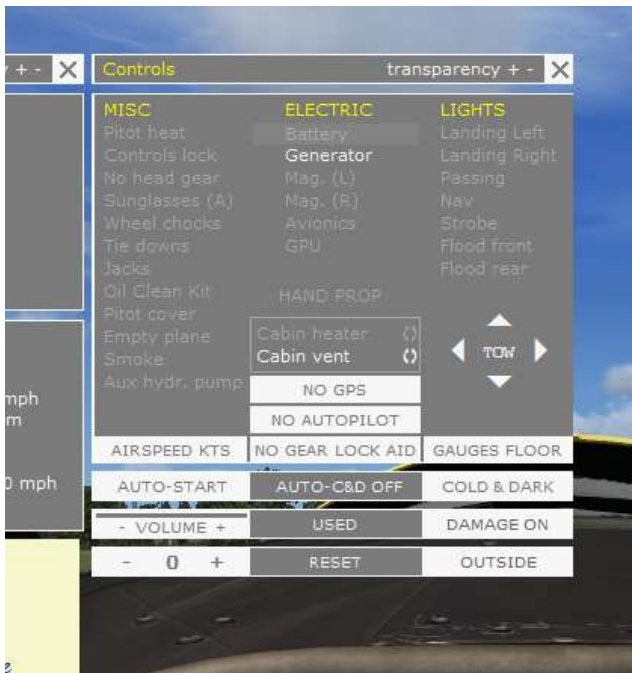 y + -
Controls transparency + -
MISC
Pitot heat
Controls lock
No head gear
Sunglasses (A)
Wheel chocks
Tie downs
Jacks
Oil Clean Kit
Pitot cover
Empty plane
Smoke
Aux hydr. pump
ELECTRIC
Battery
Generator
Mag. (L)
Mag. (R)
Avionics
GPU
HAND PROP
Cabin heater
Cabin vent
NO GPS
NO AUTOPILOT
LIGHTS
Landing Left
Landing Right
Passing
Nav
Strobe
Flood front
Flood rear
TOW
AIRSPEED KTS NO GEAR LOCK AID GAUGES FLOOR
AUTO-START AUTO-C&D OFF COLD & DARK
- VOLUME + USED DAMAGE ON
- 0 + RESET OUTSIDE
mph
m
0 mph
e